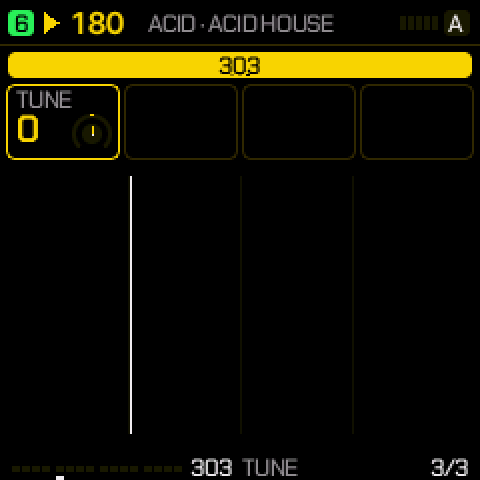 6 180 ACID · ACID HOUSE A
303
TUNE
0
303 TUNE 3/3